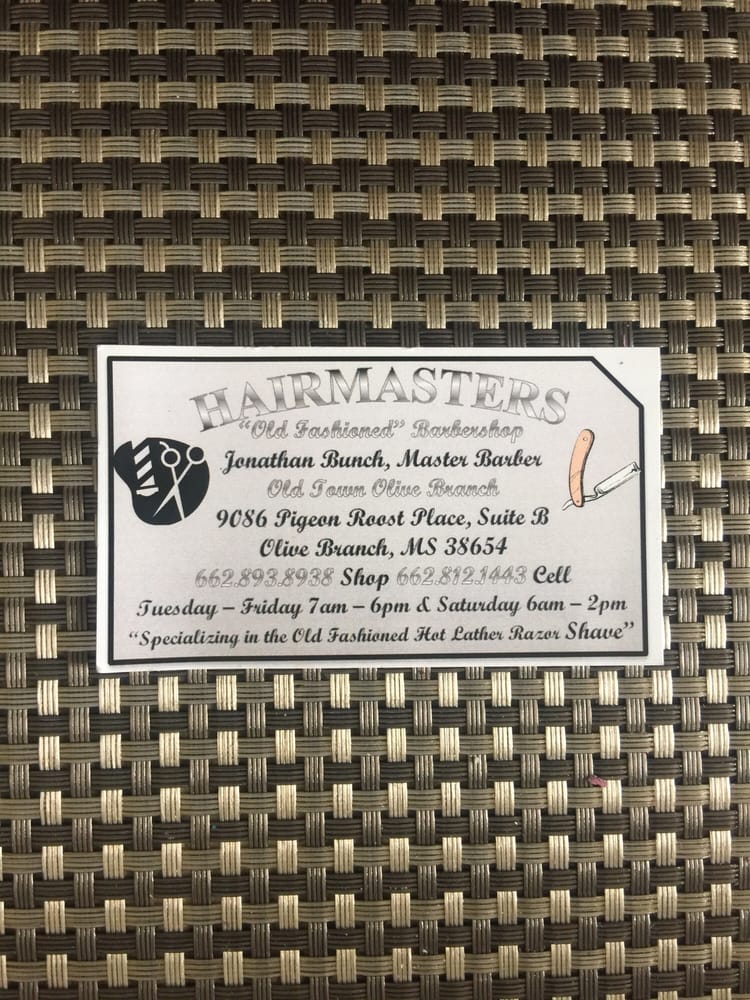 HAIRMASTERS
"Old Fashioned" Barbershop
Jonathan Bunch, Master Barber
Old Town Olive Branch
9086 Pigeon Roost Place, Suite B
Olive Branch, MS 38654
662.893.8938 Shop 662.812.1443 Cell
Tuesday – Friday 7am – 6pm & Saturday 6am – 2pm
"Specializing in the Old Fashioned Hot Lather Razor Shave"